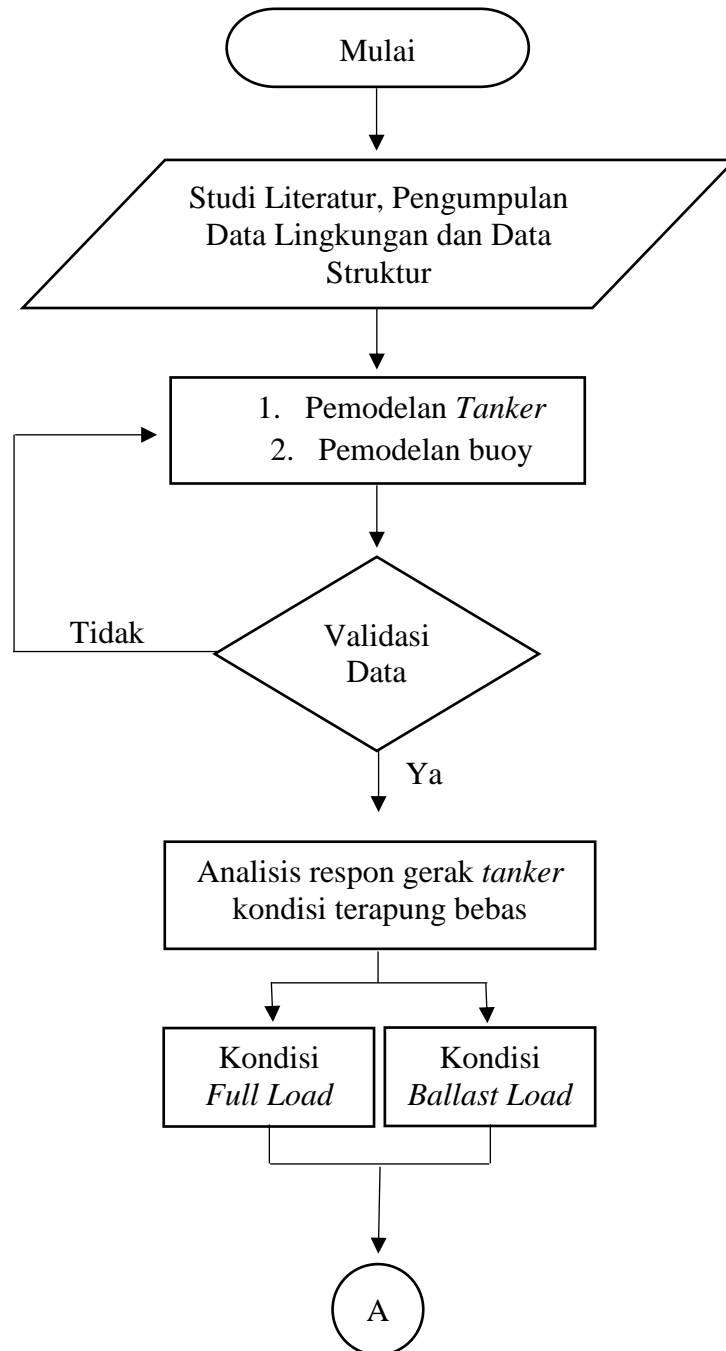 Mulai
Studi Literatur, Pengumpulan
Data Lingkungan dan Data
Struktur
1. Pemodelan Tanker
2. Pemodelan buoy
Validasi
Data
Tidak
Ya
Analisis respon gerak tanker
kondisi terapung bebas
Kondisi
Full Load
Kondisi
Ballast Load
A